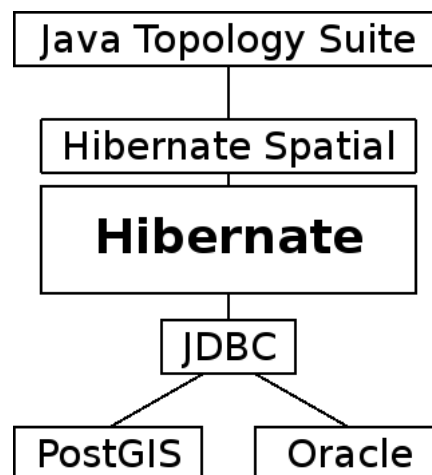 Java Topology Suite
Hibernate Spatial
Hibernate
JDBC
PostGIS
Oracle